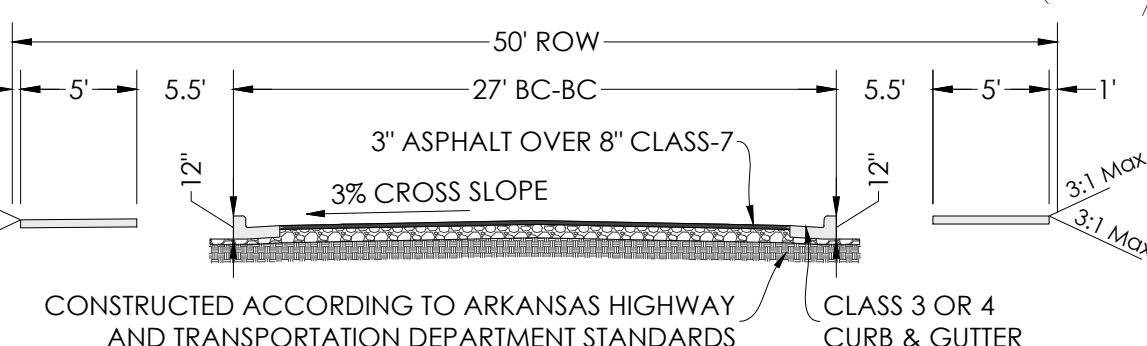 50' ROW
5' 5.5' 27' BC-BC 5.5' 5' 1'
3" ASPHALT OVER 8" CLASS-7
12" 3% CROSS SLOPE 12" 3:1 Max
3:1 Max
CONSTRUCTED ACCORDING TO ARKANSAS HIGHWAY
AND TRANSPORTATION DEPARTMENT STANDARDS
CLASS 3 OR 4
CURB & GUTTER